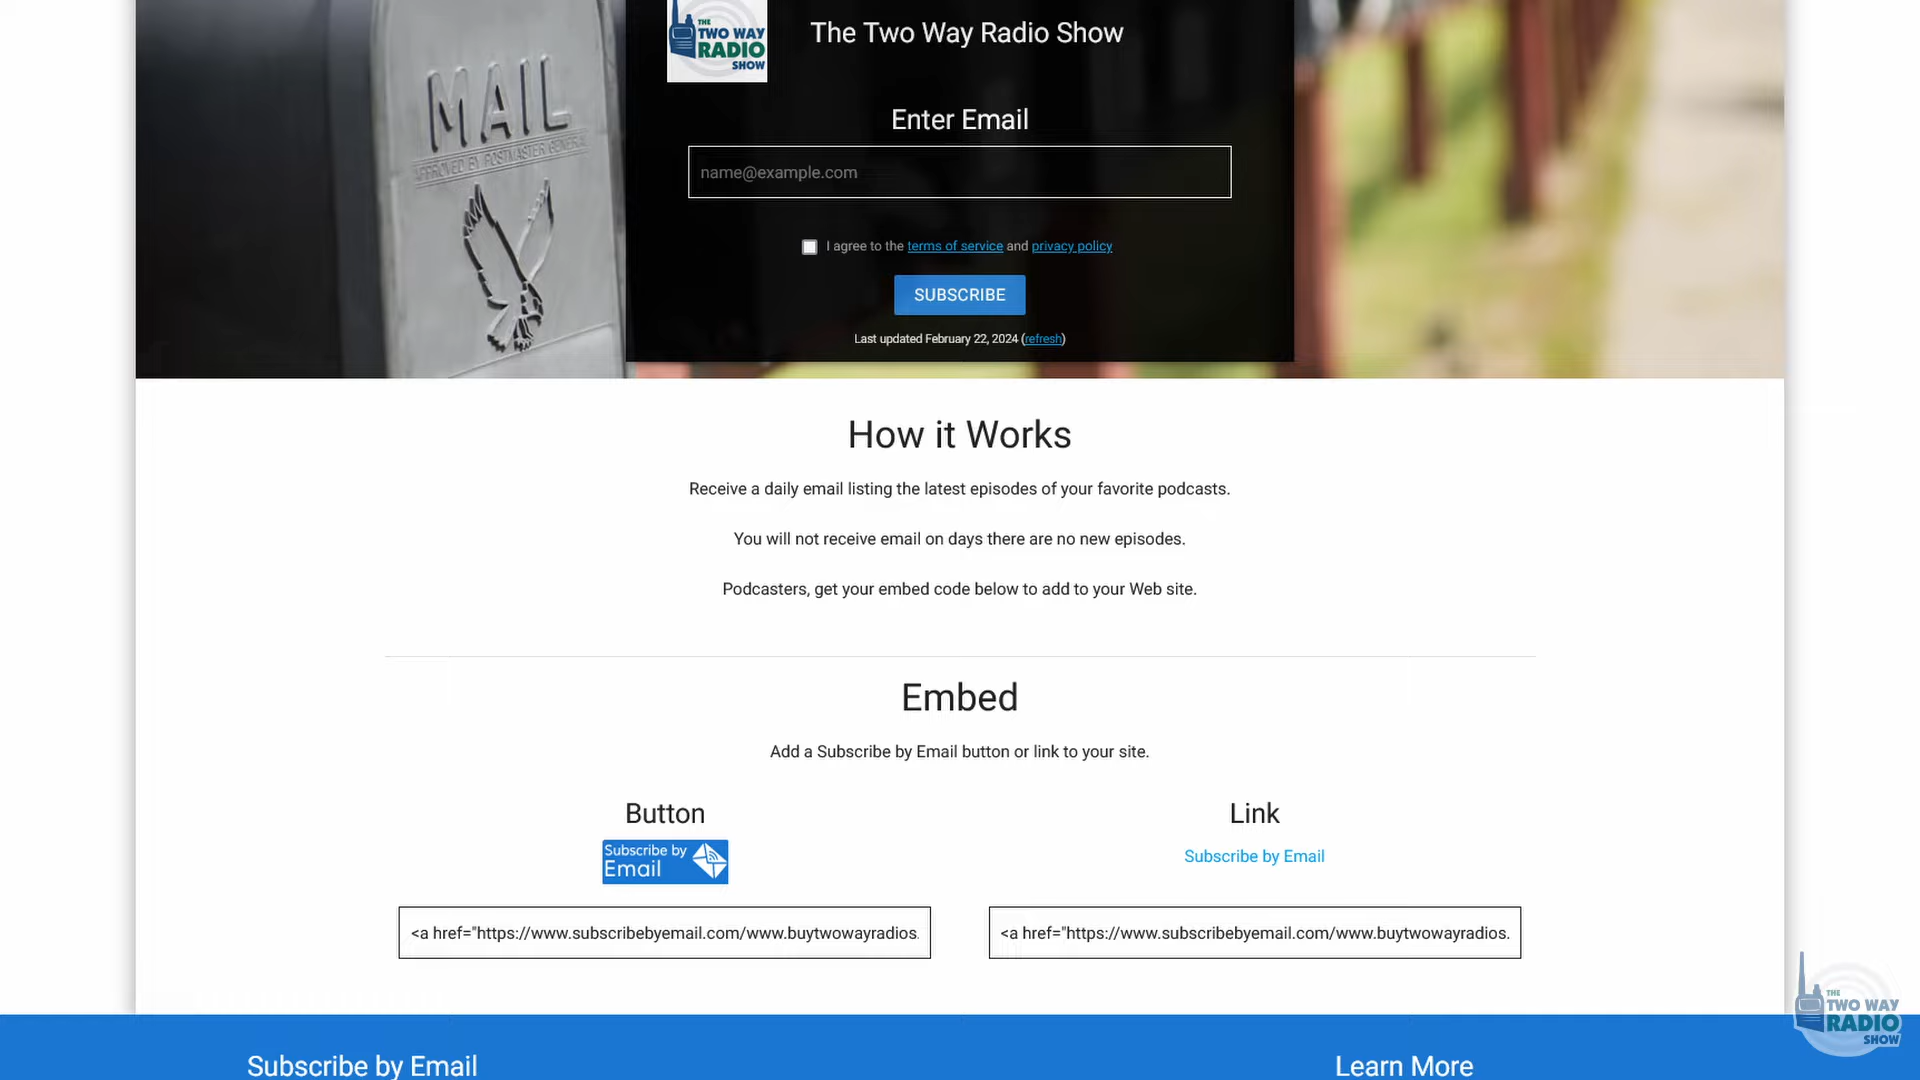 THE
TWO WAY
RADIO
SHOW
The Two Way Radio Show
MAIL
APPROVED BY POSTMASTER GENERAL
Enter Email
name@example.com
I agree to the terms of service and privacy policy
SUBSCRIBE
Last updated February 22, 2024 (refresh)
How it Works
Receive a daily email listing the latest episodes of your favorite podcasts.
You will not receive email on days there are no new episodes.
Podcasters, get your embed code below to add to your Web site.
Embed
Add a Subscribe by Email button or link to your site.
Button
Link
Subscribe by
Email
Subscribe by Email
<a href="https://www.subscribebyemail.com/www.buytwowayradios.
<a href="https://www.subscribebyemail.com/www.buytwowayradios.
THE
TWO WAY
RADIO
SHOW
Subscribe by Email
Learn More